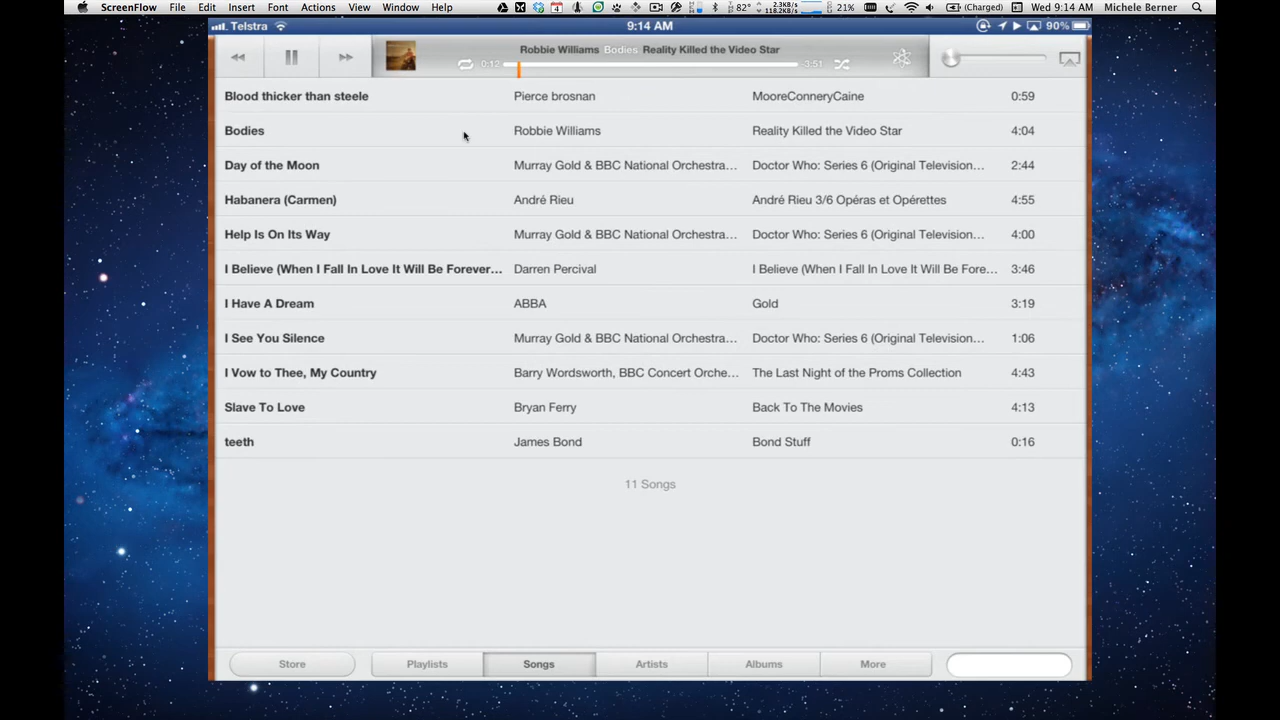 ScreenFlow File Edit Insert Font Actions View Window Help 82° 2.3KB/s 118.2KB/s 21% (Charged) Wed 9:14 AM Michele Berner
Telstra 9:14 AM 90%
Robbie Williams Bodies Reality Killed the Video Star
0:12 -3:51
Blood thicker than steele Pierce brosnan MooreConneryCaine 0:59
Bodies Robbie Williams Reality Killed the Video Star 4:04
Day of the Moon Murray Gold & BBC National Orchestra... Doctor Who: Series 6 (Original Television... 2:44
Habanera (Carmen) André Rieu André Rieu 3/6 Opéras et Opérettes 4:55
Help Is On Its Way Murray Gold & BBC National Orchestra... Doctor Who: Series 6 (Original Television... 4:00
I Believe (When I Fall In Love It Will Be Forever... Darren Percival I Believe (When I Fall In Love It Will Be Fore... 3:46
I Have A Dream ABBA Gold 3:19
I See You Silence Murray Gold & BBC National Orchestra... Doctor Who: Series 6 (Original Television... 1:06
I Vow to Thee, My Country Barry Wordsworth, BBC Concert Orche... The Last Night of the Proms Collection 4:43
Slave To Love Bryan Ferry Back To The Movies 4:13
teeth James Bond Bond Stuff 0:16
11 Songs
Store Playlists Songs Artists Albums More